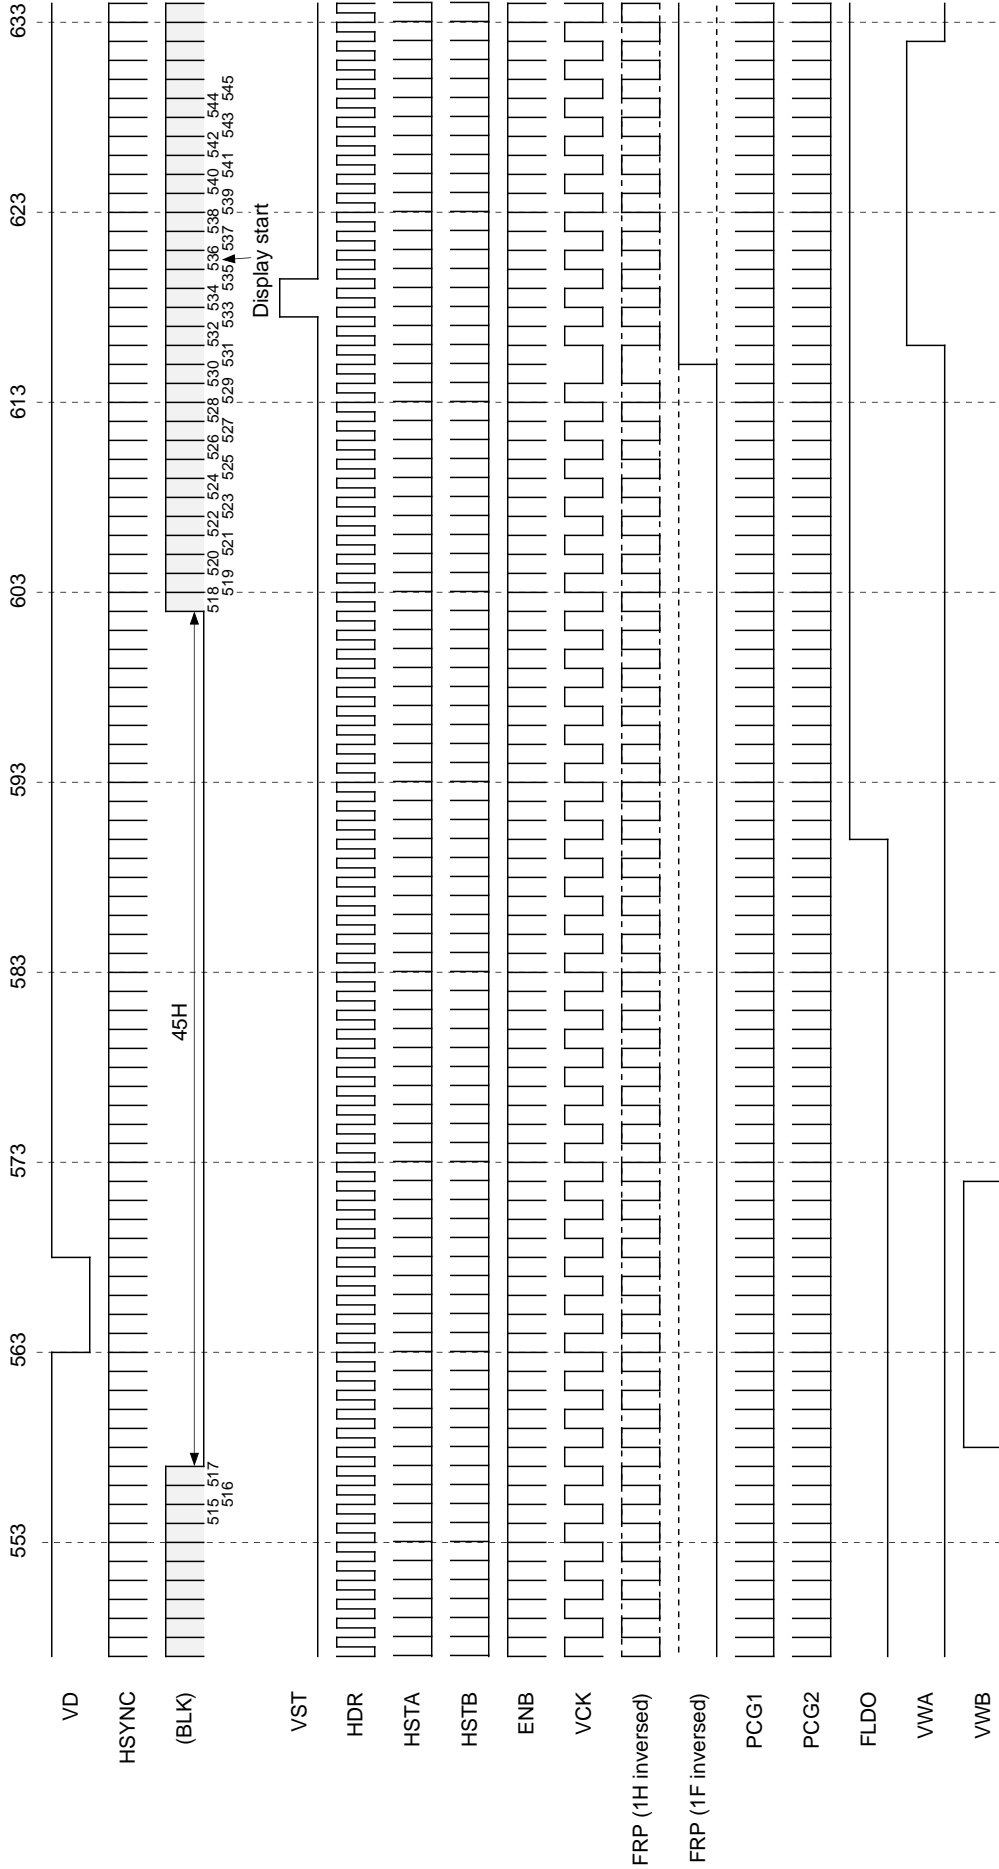 553
563
573
583
593
603
613
623
633
VD
HSYNC
(BLK)
45H
515 517
516
518 520 522 524 526 528 530 532 534 536 538 540 542 544
519 521 523 525 527 529 531 533 535 537 539 541 543 545
Display start
VST
HDR
HSTA
HSTB
ENB
VCK
FRP (1H inversed)
FRP (1F inversed)
PCG1
PCG2
FLDO
VWA
VWB